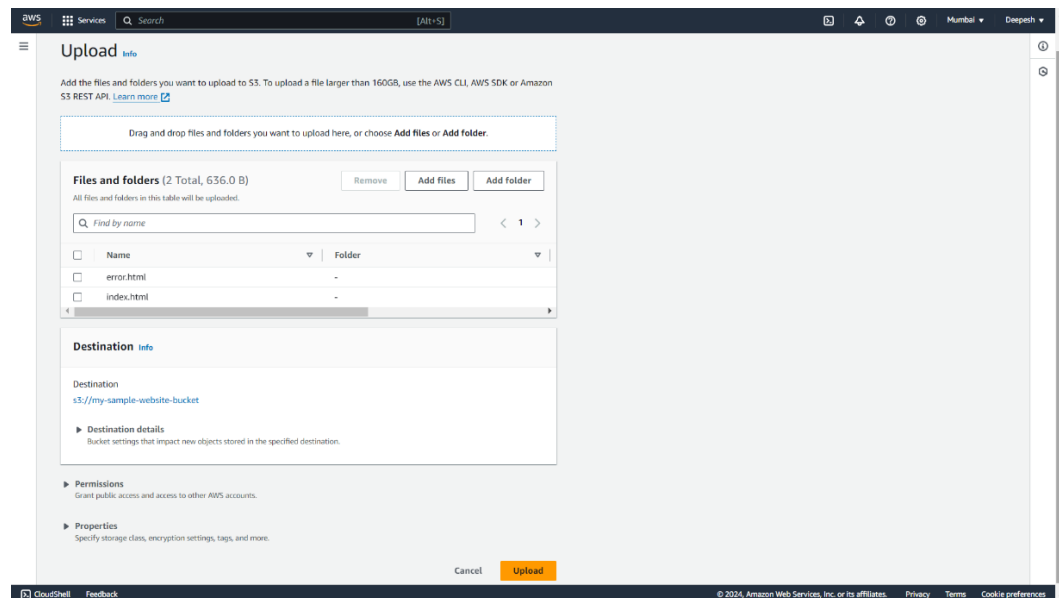 aws Services Search [Alt+S] Mumbai Deepesh
Upload Info
Add the files and folders you want to upload to S3. To upload a file larger than 160GB, use the AWS CLI, AWS SDK or Amazon
S3 REST API. Learn more
Drag and drop files and folders you want to upload here, or choose Add files or Add folder.
Files and folders (2 Total, 636.0 B) Remove Add files Add folder
All files and folders in this table will be uploaded.
Find by name 1
Name Folder
error.html -
index.html -
Destination Info
Destination
s3://my-sample-website-bucket
Destination details
Bucket settings that impact new objects stored in the specified destination.
Permissions
Grant public access and access to other AWS accounts.
Properties
Specify storage class, encryption settings, tags, and more.
Cancel Upload
CloudShell Feedback © 2024, Amazon Web Services, Inc. or its affiliates. Privacy Terms Cookie preferences